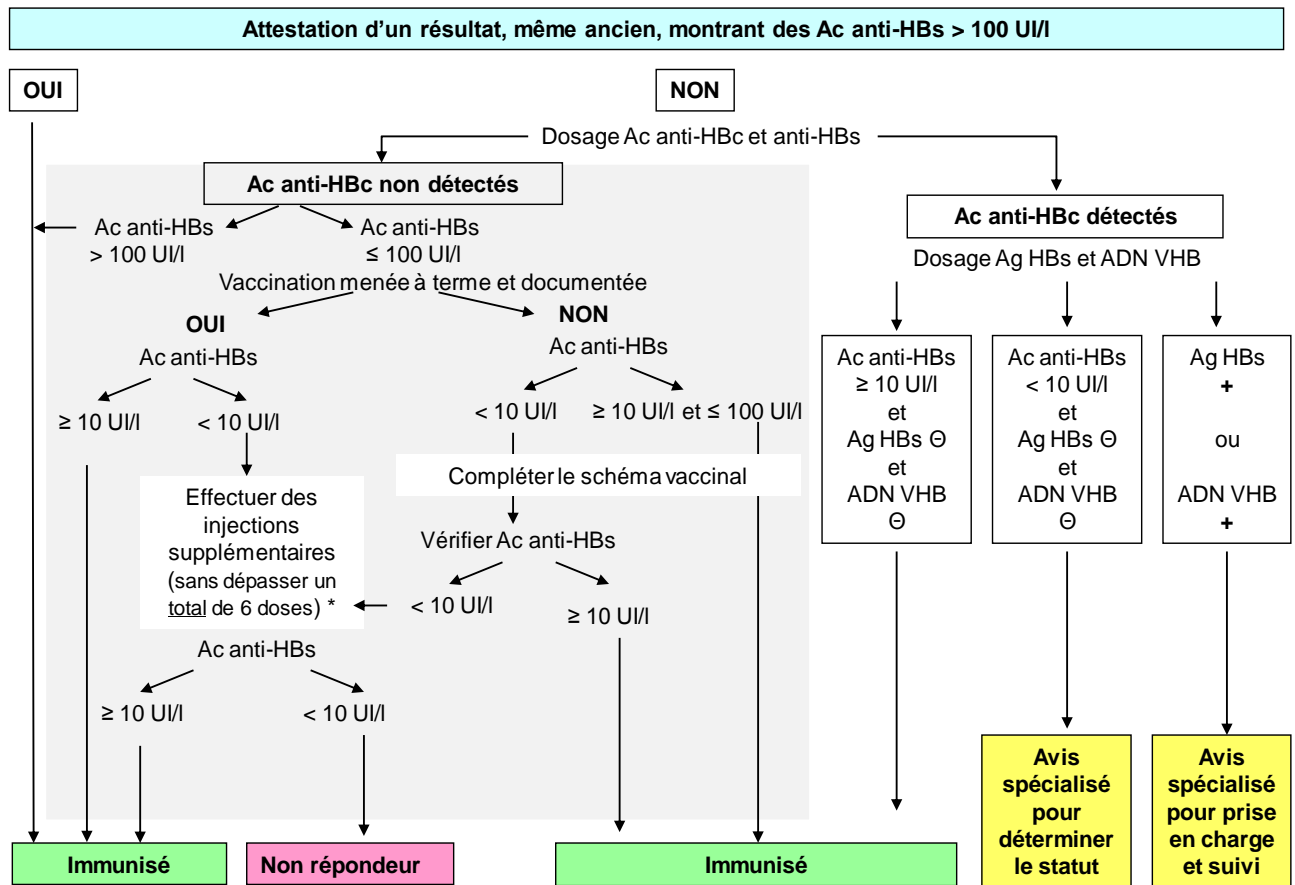 Attestation d'un résultat, même ancien, montrant des Ac anti-HBs > 100 UI/l
OUI
NON
Dosage Ac anti-HBc et anti-HBs
Ac anti-HBc non détectés
Ac anti-HBs
> 100 UI/l
Ac anti-HBs
≤ 100 UI/l
Vaccination menée à terme et documentée
OUI
Ac anti-HBs
≥ 10 UI/l
< 10 UI/l
Effectuer des
injections
supplémentaires
(sans dépasser un
total de 6 doses) *
Ac anti-HBs
≥ 10 UI/l
< 10 UI/l
NON
Ac anti-HBs
< 10 UI/l
≥ 10 UI/l et ≤ 100 UI/l
Compléter le schéma vaccinal
Vérifier Ac anti-HBs
< 10 UI/l
≥ 10 UI/l
Ac anti-HBc détectés
Dosage Ag HBs et ADN VHB
Ac anti-HBs
≥ 10 UI/l
et
Ag HBs Θ
et
ADN VHB
Θ
Ac anti-HBs
< 10 UI/l
et
Ag HBs Θ
et
ADN VHB
Θ
Ag HBs
+
ou
ADN VHB
+
Immunisé
Non répondeur
Immunisé
Avis
spécialisé
pour
déterminer
le statut
Avis
spécialisé
pour prise
en charge
et suivi